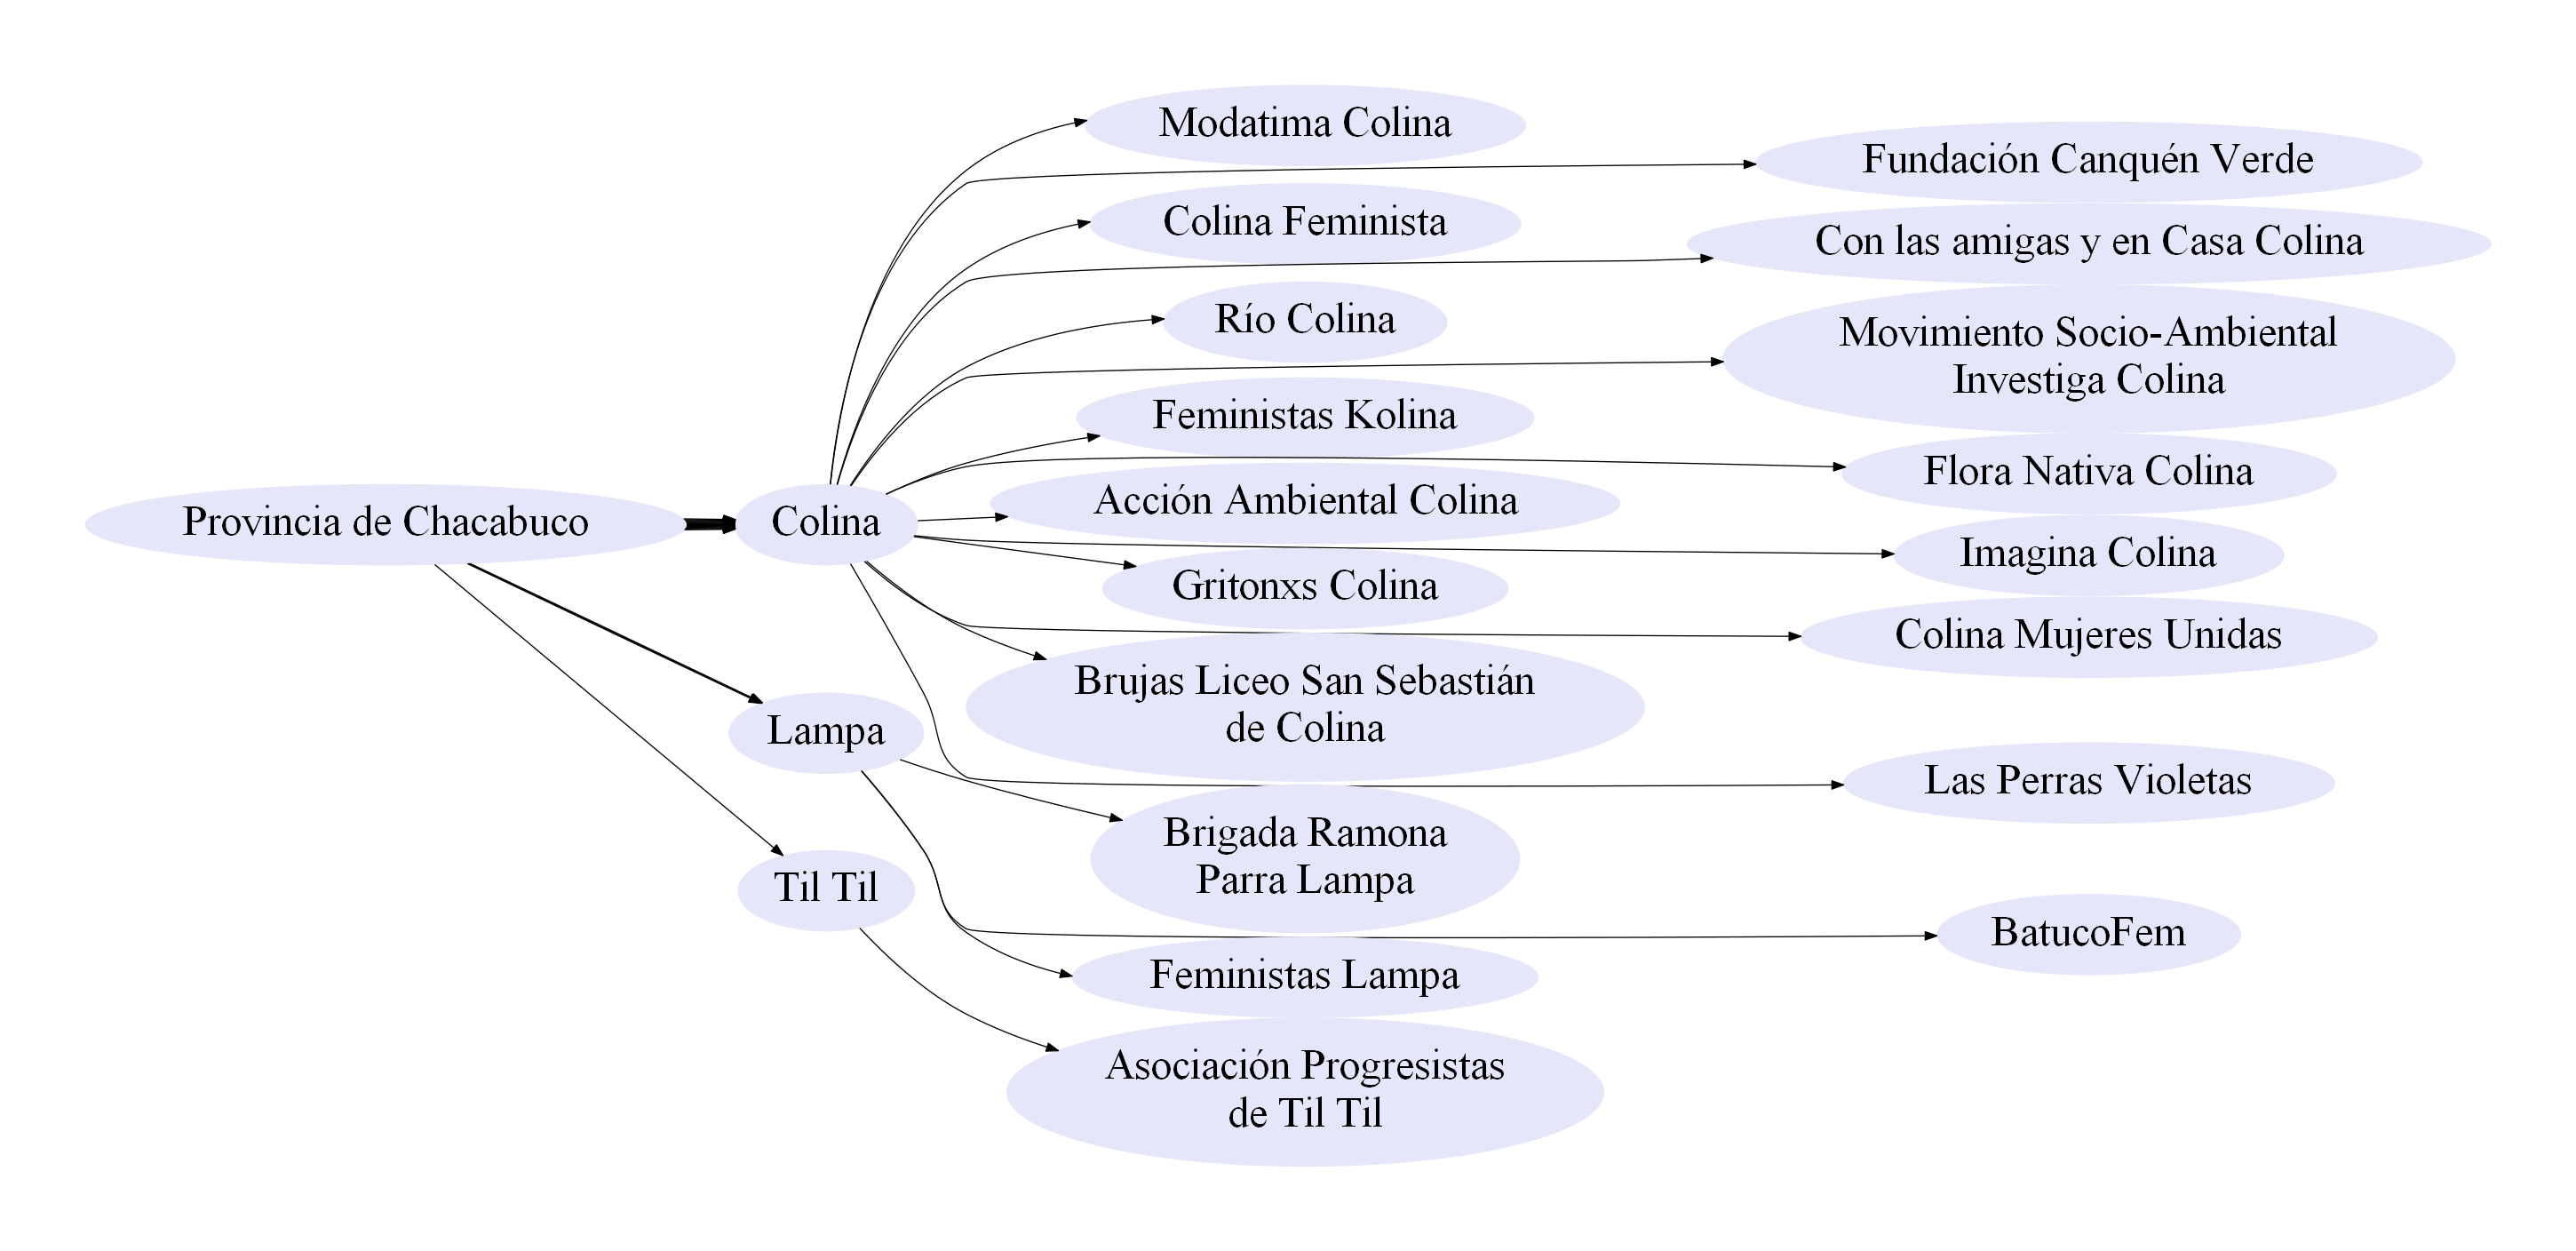 Provincia de Chacabuco
Colina
Lampa
Til Til
Modatima Colina
Colina Feminista
Río Colina
Feministas Kolina
Acción Ambiental Colina
Gritonxs Colina
Brujas Liceo San Sebastián
de Colina
Brigada Ramona
Parra Lampa
Feministas Lampa
Asociación Progresistas
de Til Til
Fundación Canquén Verde
Con las amigas y en Casa Colina
Movimiento Socio-Ambiental
Investiga Colina
Flora Nativa Colina
Imagina Colina
Colina Mujeres Unidas
Las Perras Violetas
BatucoFem